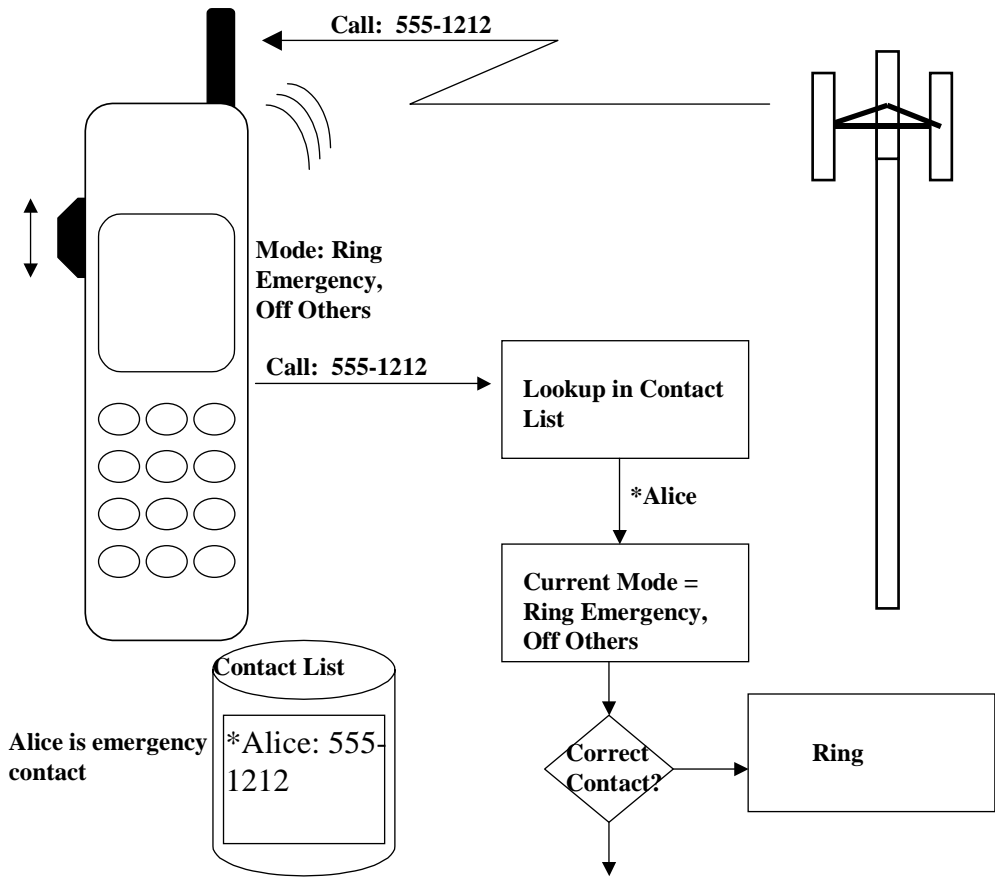 Call: 555-1212
Mode: Ring
Emergency,
Off Others
Call: 555-1212
Lookup in Contact
List
*Alice
Current Mode =
Ring Emergency,
Off Others
Contact List
Alice is emergency
contact
*Alice: 555-
1212
Correct
Contact?
Ring